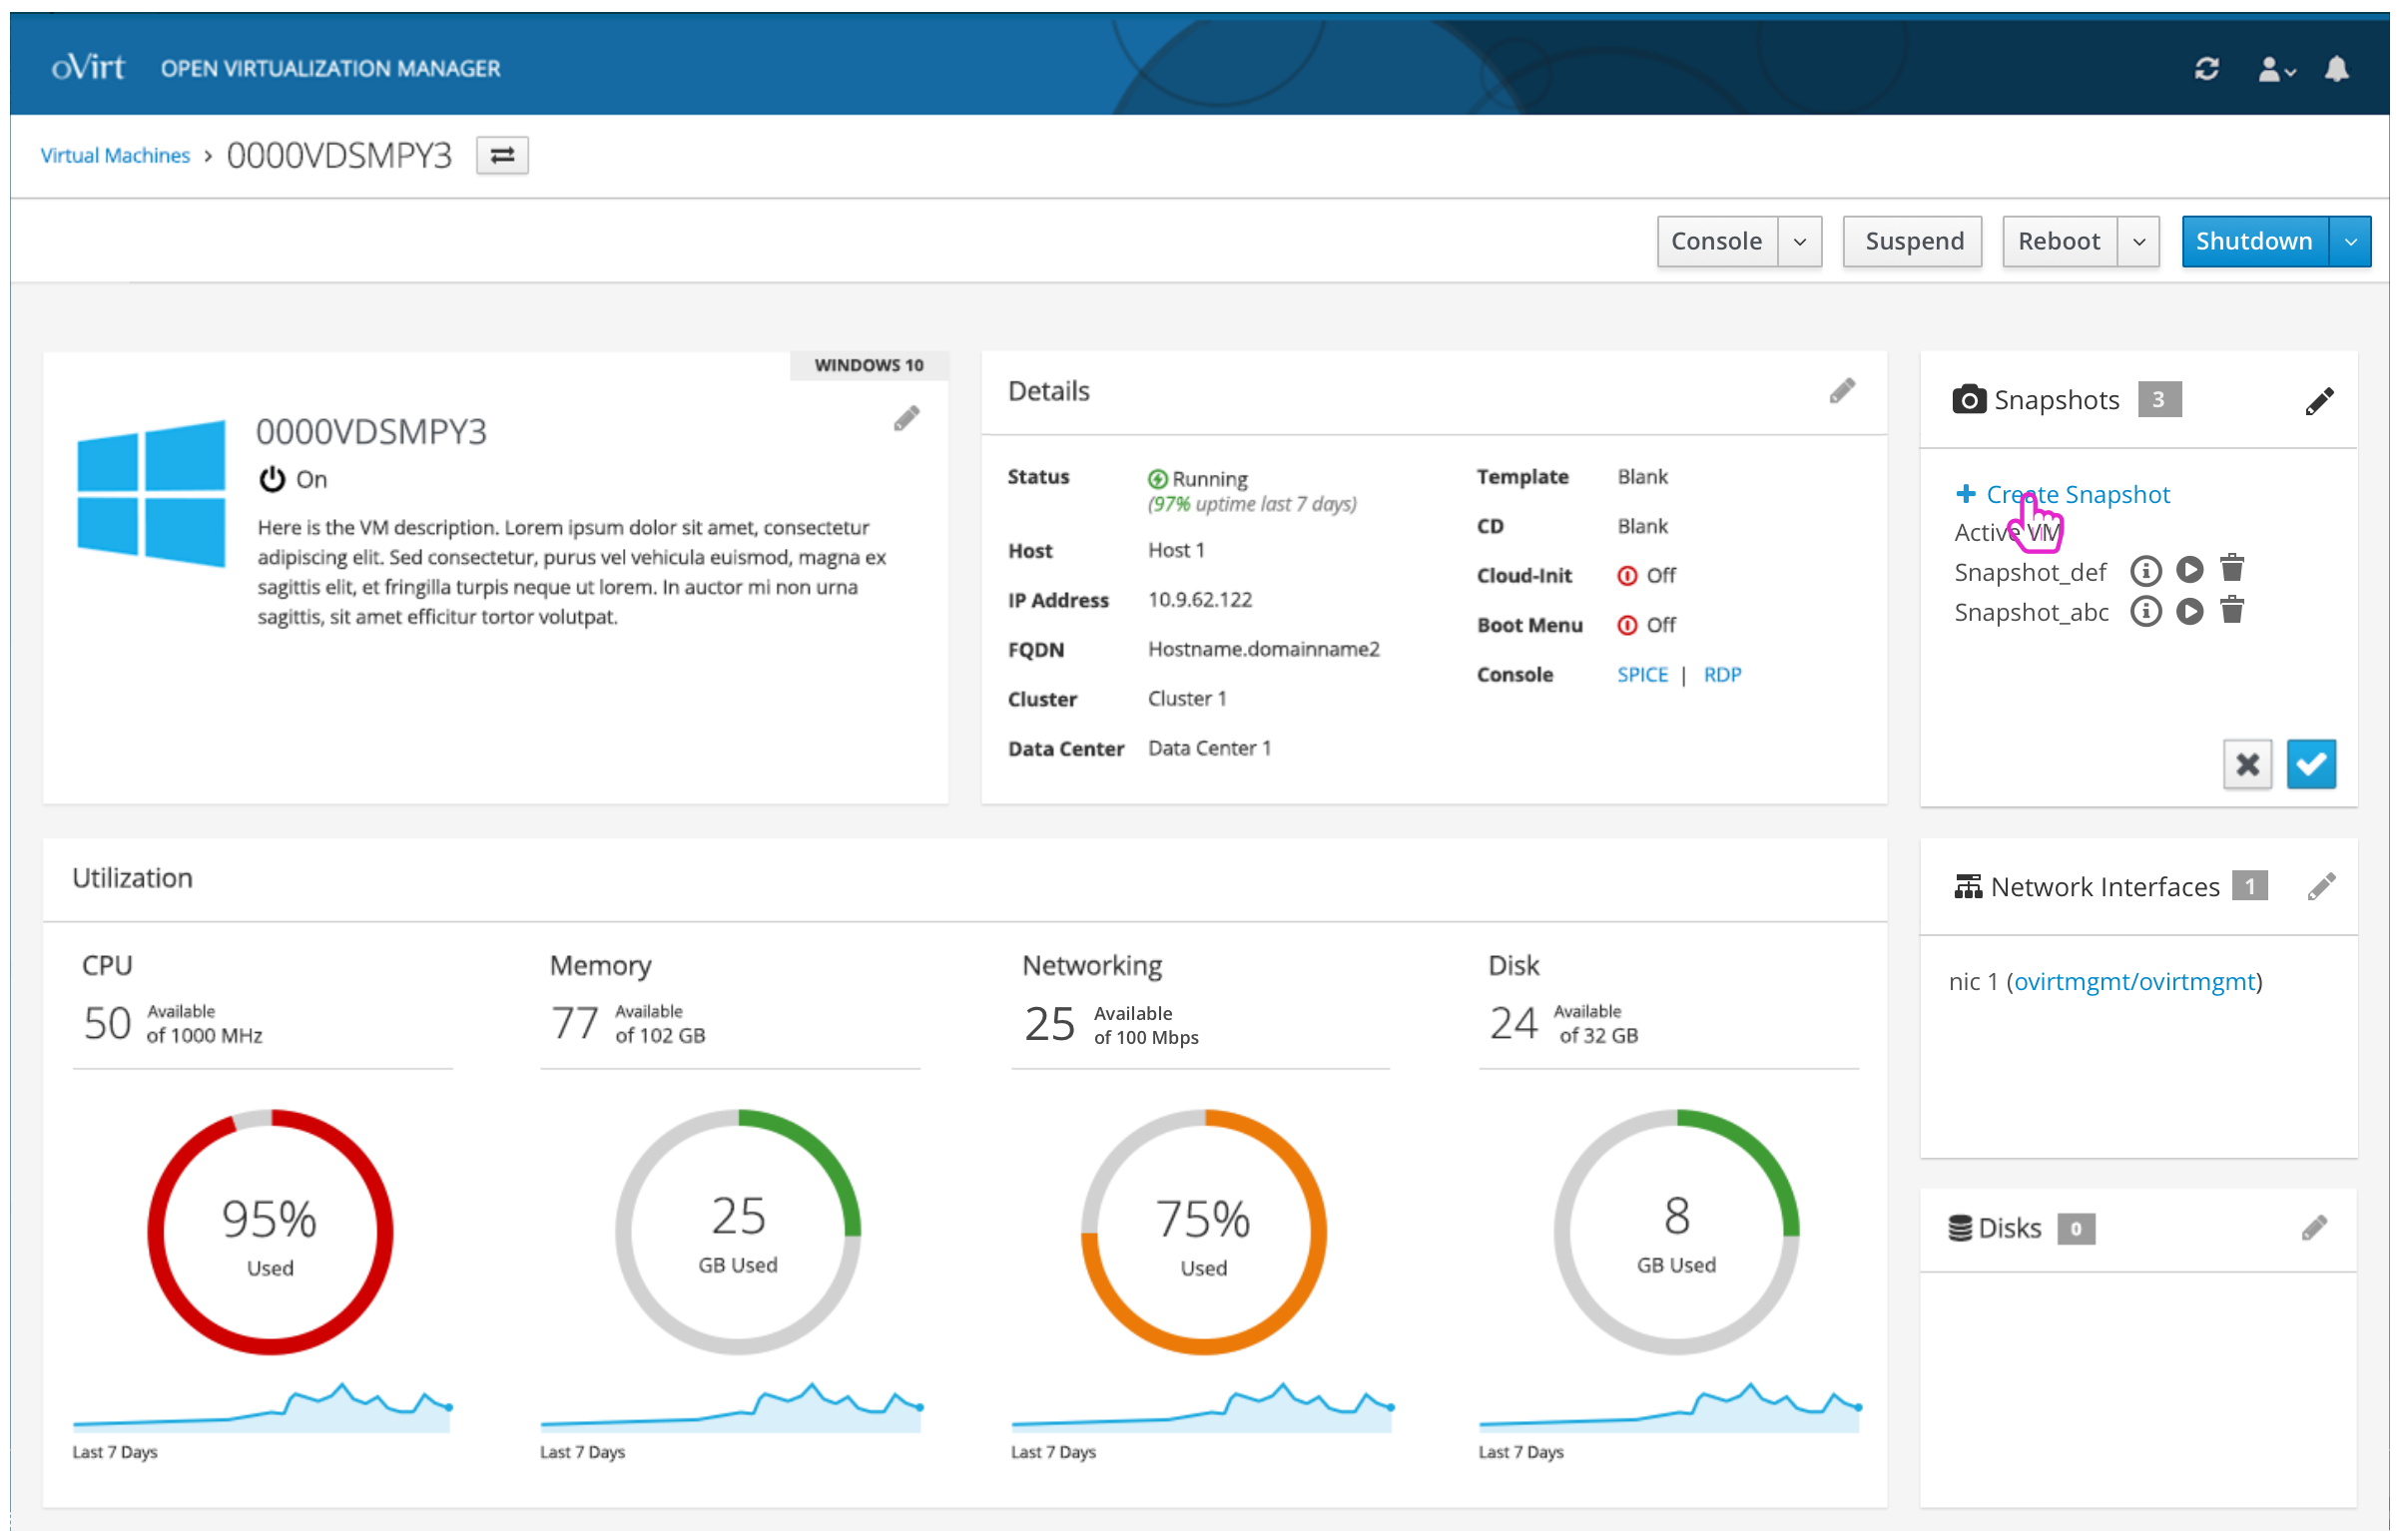 oVirt OPEN VIRTUALIZATION MANAGER
Virtual Machines > 0000VDSMPY3
Console Suspend Reboot Shutdown
WINDOWS 10
0000VDSMPY3
On
Here is the VM description. Lorem ipsum dolor sit amet, consectetur
adipiscing elit. Sed consectetur, purus vel vehicula euismod, magna ex
sagittis elit, et fringilla turpis neque ut lorem. In auctor mi non urna
sagittis, sit amet efficitur tortor volutpat.
Details
Status Running
(97% uptime last 7 days)
Host Host 1
IP Address 10.9.62.122
FQDN Hostname.domainname2
Cluster Cluster 1
Data Center Data Center 1
Template Blank
CD Blank
Cloud-Init Off
Boot Menu Off
Console SPICE | RDP
Snapshots 3
+ Create Snapshot
Active VM
Snapshot_def
Snapshot_abc
Utilization
CPU
50 Available
of 1000 MHz
95%
Used
Last 7 Days
Memory
77 Available
of 102 GB
25
GB Used
Last 7 Days
Networking
25 Available
of 100 Mbps
75%
Used
Last 7 Days
Disk
24 Available
of 32 GB
8
GB Used
Last 7 Days
Network Interfaces 1
nic 1 (ovirtmgmt/ovirtmgmt)
Disks 0